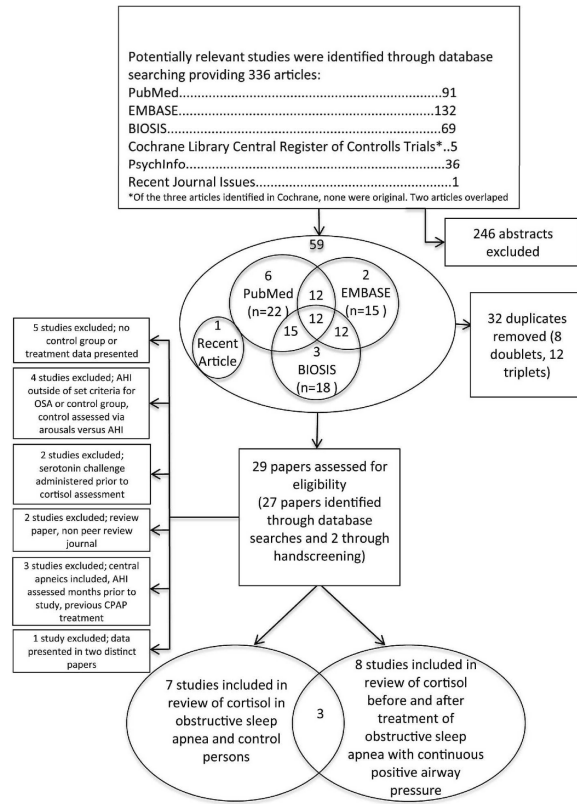 Potentially relevant studies were identified through database
searching providing 336 articles:
PubMed.......................................................91
EMBASE....................................................132
BIOSIS.........................................................69
Cochrane Library Central Register of Controlls Trials*..5
PsychInfo....................................................36
Recent Journal Issues...................................1
*Of the three articles identified in Cochrane, none were original. Two articles overlapped
246 abstracts
excluded
59
6
PubMed
(n=22)
12
2
EMBASE
(n=15)
12
15
12
1
Recent
Article
3
BIOSIS
(n=18)
32 duplicates
removed (8
doublets, 12
triplets)
5 studies excluded; no
control group or
treatment data presented
4 studies excluded; AHI
outside of set criteria for
OSA or control group,
control assessed via
arousals versus AHI
2 studies excluded;
serotonin challenge
administered prior to
cortisol assessment
2 studies excluded; review
paper, non peer review
journal
3 studies excluded; central
apneics included, AHI
assessed months prior to
study, previous CPAP
treatment
1 study excluded; data
presented in two distinct
papers
29 papers assessed for
eligibility
(27 papers identified
through database
searches and 2 through
handscreening)
7 studies included in
review of cortisol in
obstructive sleep
apnea and control
persons
3
8 studies included in
review of cortisol
before and after
treatment of
obstructive sleep
apnea with continuous
positive airway
pressure